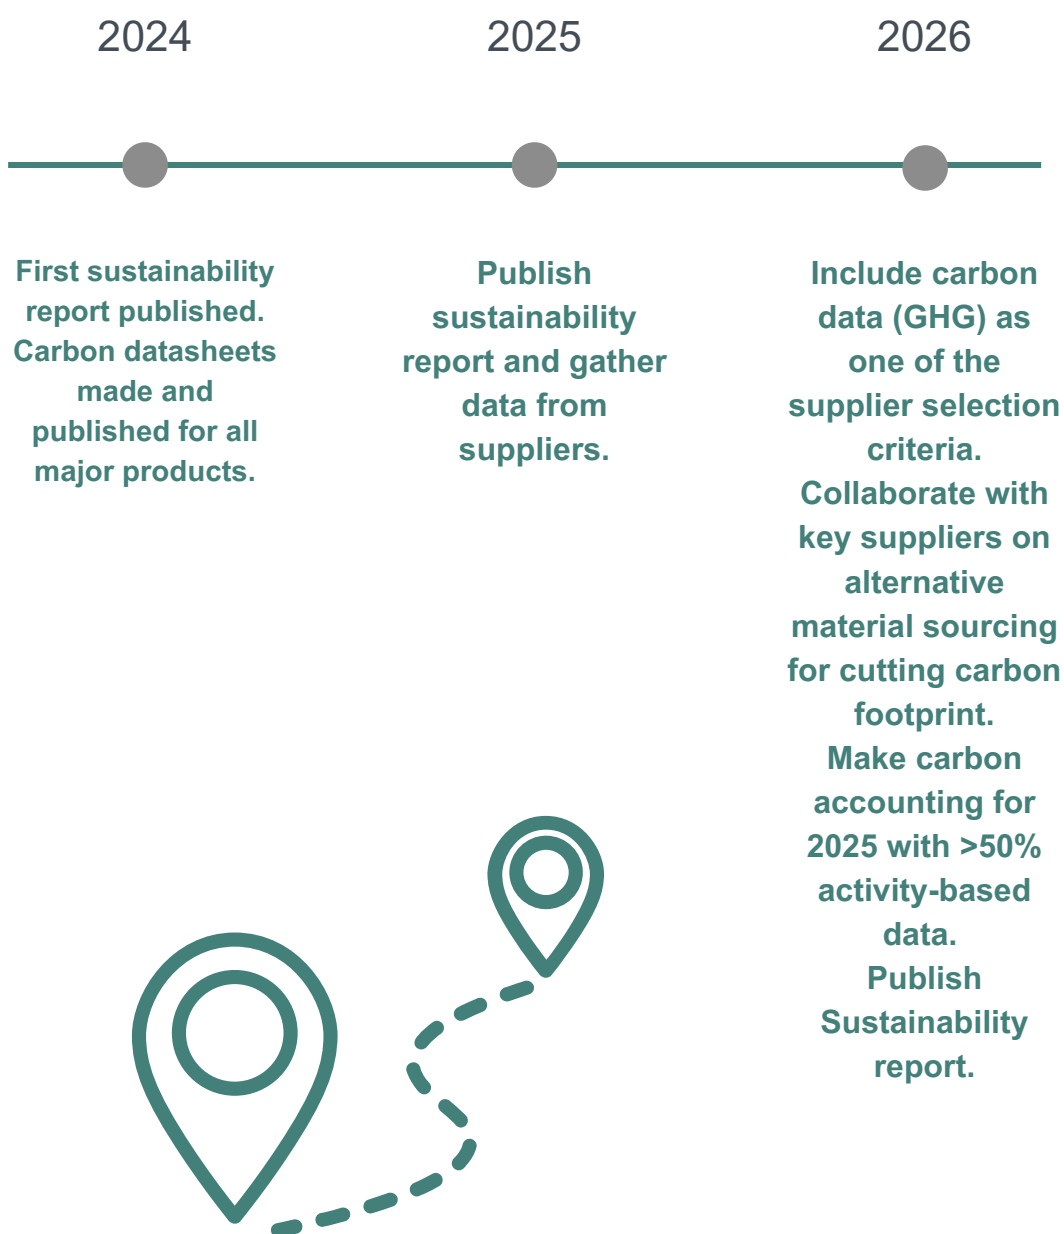 2024
2025
2026
First sustainability
report published.
Carbon datasheets
made and
published for all
major products.
Publish
sustainability
report and gather
data from
suppliers.
Include carbon
data (GHG) as
one of the
supplier selection
criteria.
Collaborate with
key suppliers on
alternative
material sourcing
for cutting carbon
footprint.
Make carbon
accounting for
2025 with >50%
activity-based
data.
Publish
Sustainability
report.